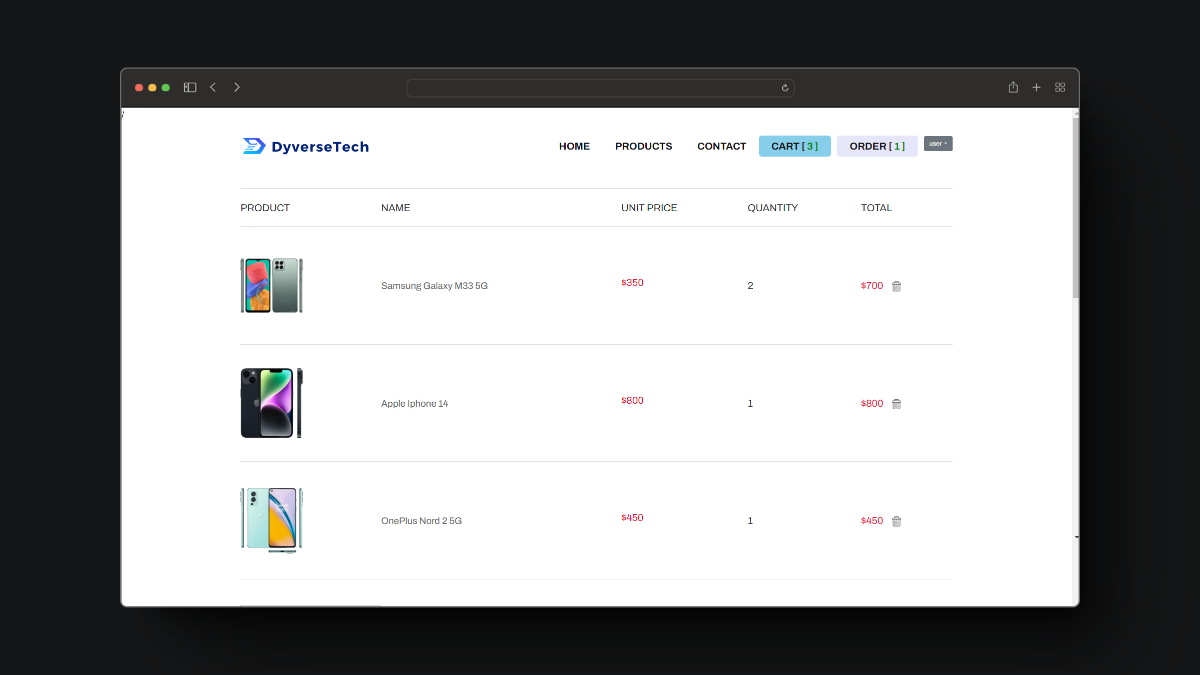 DyverseTech
HOME PRODUCTS CONTACT CART [ 3 ] ORDER [ 1 ] user
PRODUCT NAME UNIT PRICE QUANTITY TOTAL
Samsung Galaxy M33 5G $350 2 $700
Apple Iphone 14 $800 1 $800
OnePlus Nord 2 5G $450 1 $450